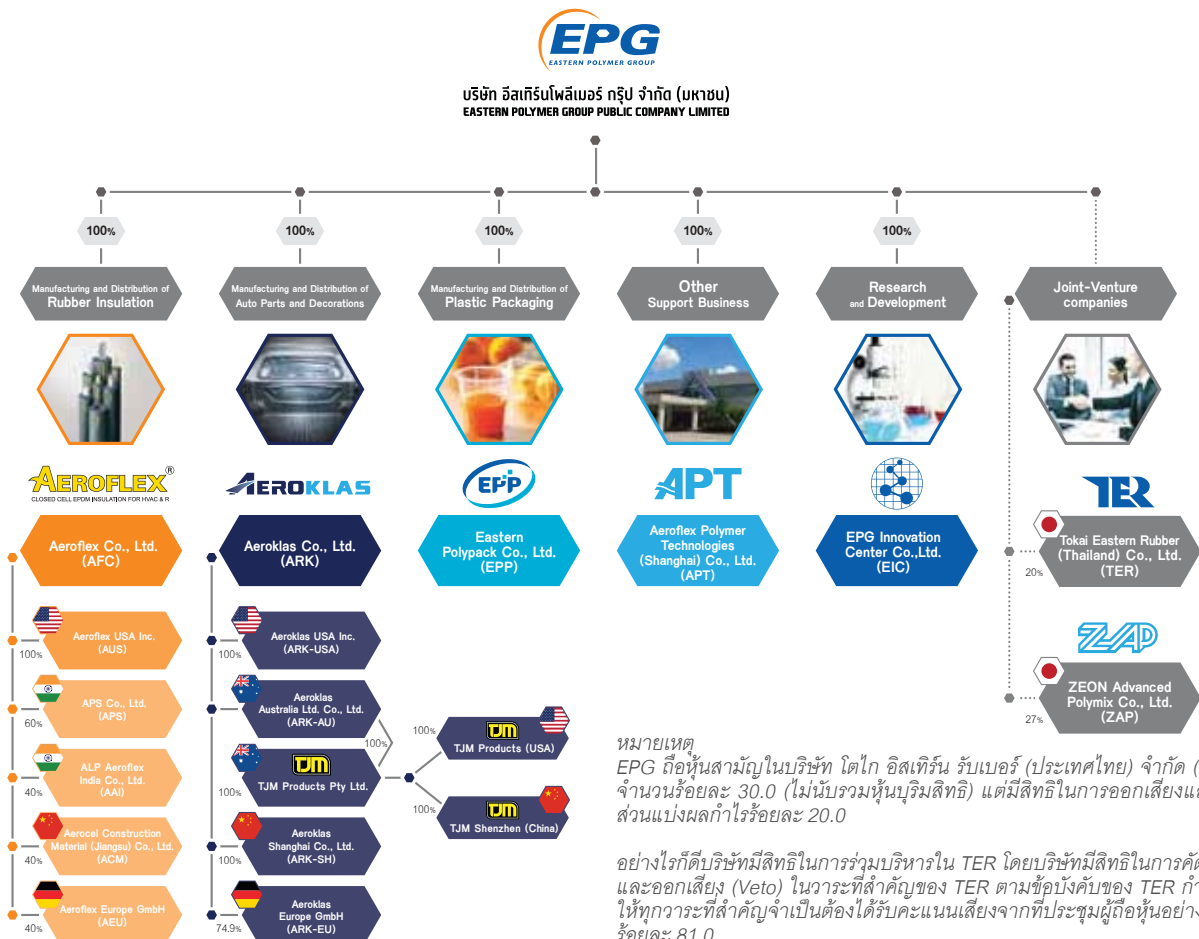 EPG
EASTERN POLYMER GROUP
บริษัท อีสเทิร์นโพลีเมอร์ กรุ๊ป จำกัด (มหาชน)
EASTERN POLYMER GROUP PUBLIC COMPANY LIMITED
100%
100%
100%
100%
100%
Manufacturing and Distribution of
Rubber Insulation
Manufacturing and Distribution of
Auto Parts and Decorations
Manufacturing and Distribution of
Plastic Packaging
Other
Support Business
Research
and Development
Joint-Venture
companies
AEROFLEX®
CLOSED CELL EPDM INSULATION FOR HVAC & R
AEROKLAS
EPP
APT
TER
Aeroflex Co., Ltd.
(AFC)
Aeroklas Co., Ltd.
(ARK)
Eastern
Polypack Co., Ltd.
(EPP)
Aeroflex Polymer
Technologies
(Shanghai) Co., Ltd.
(APT)
EPG Innovation
Center Co.,Ltd.
(EIC)
Tokai Eastern Rubber
(Thailand) Co., Ltd.
(TER)
20%
Aeroflex USA Inc.
(AUS)
100%
APS Co., Ltd.
(APS)
60%
ALP Aeroflex
India Co., Ltd.
(AAI)
40%
Aerocel Construction
Material (Jiangsu) Co., Ltd.
(ACM)
40%
Aeroflex Europe GmbH
(AEU)
40%
Aeroklas USA Inc.
(ARK-USA)
100%
Aeroklas
Australia Ltd. Co., Ltd.
(ARK-AU)
100%
TJM
TJM Products Pty Ltd.
100%
Aeroklas
Shanghai Co., Ltd.
(ARK-SH)
100%
Aeroklas
Europe GmbH
(ARK-EU)
74.9%
100%
TJM
TJM Products (USA)
100%
TJM
TJM Shenzhen (China)
ZAP
ZEON Advanced
Polymix Co., Ltd.
(ZAP)
27%
หมายเหตุ
EPG ถือหุ้นสามัญในบริษัท โตไก อิสเทิร์น รับเบอร์ (ประเทศไทย) จำกัด (
จำนวนร้อยละ 30.0 (ไม่นับรวมหุ้นบุริมสิทธิ) แต่มีสิทธิในการออกเสียงแล
ส่วนแบ่งผลกำไรร้อยละ 20.0
อย่างไรก็ดีบริษัทมีสิทธิในการร่วมบริหารใน TER โดยบริษัทมีสิทธิในการคัด
และออกเสียง (Veto) ในวาระที่สำคัญของ TER ตามข้อบังคับของ TER กำ
ให้ทุกวาระที่สำคัญจำเป็นต้องได้รับคะแนนเสียงจากที่ประชุมผู้ถือหุ้นอย่าง
ร้อยละ 81.0